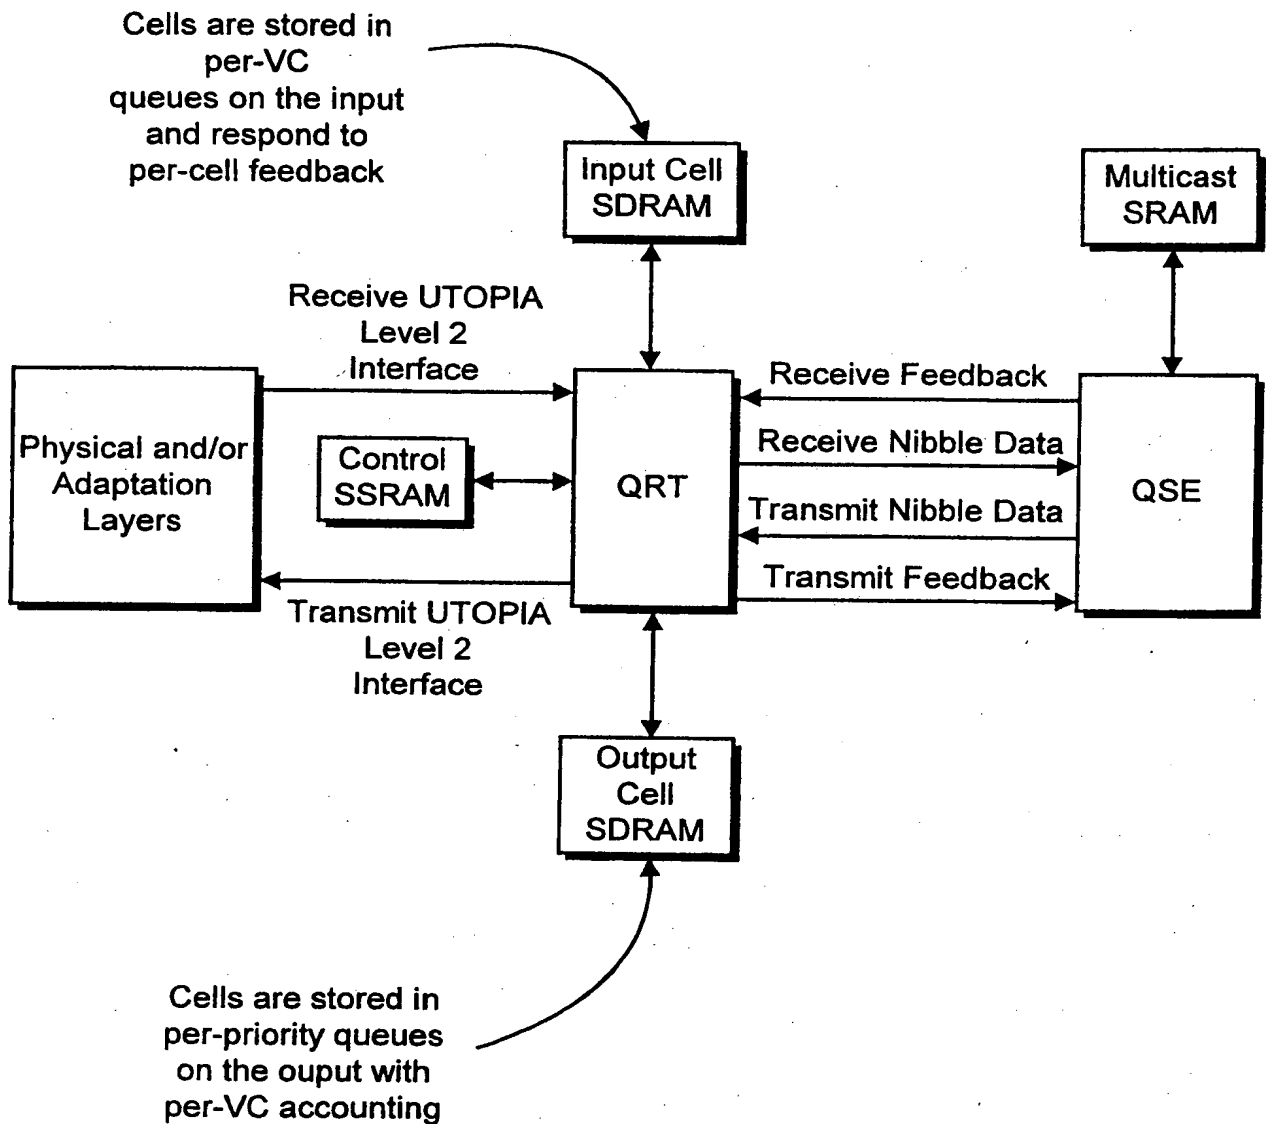 Cells are stored in
per-VC
queues on the input
and respond to
per-cell feedback
Input Cell
SDRAM
Multicast
SRAM
Receive UTOPIA
Level 2
Interface
Physical and/or
Adaptation
Layers
Control
SSRAM
QRT
Receive Feedback
Receive Nibble Data
Transmit Nibble Data
Transmit Feedback
QSE
Transmit UTOPIA
Level 2
Interface
Output
Cell
SDRAM
Cells are stored in
per-priority queues
on the ouput with
per-VC accounting